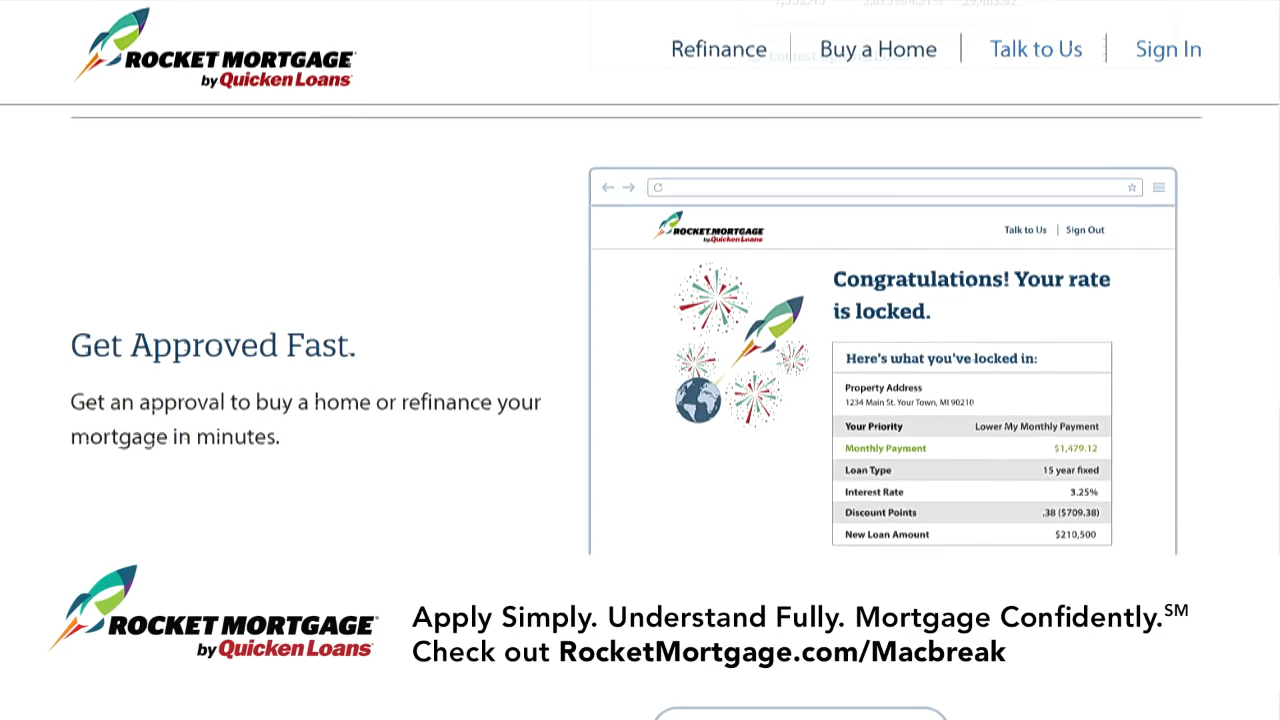 ROCKET MORTGAGE
by Quicken Loans
Refinance
Buy a Home
Talk to Us
Sign In
Get Approved Fast.
Get an approval to buy a home or refinance your
mortgage in minutes.
ROCKET MORTGAGE
by Quicken Loans
Talk to Us
Sign Out
Congratulations! Your rate
is locked.
Here's what you've locked in:
Property Address
1234 Main St. Your Town, MI 90210
Your Priority Lower My Monthly Payment
Monthly Payment $1,479.12
Loan Type 15 year fixed
Interest Rate 3.25%
Discount Points .38 ($709.38)
New Loan Amount $210,500
ROCKET MORTGAGE
by Quicken Loans
Apply Simply. Understand Fully. Mortgage Confidently.SM
Check out RocketMortgage.com/Macbreak